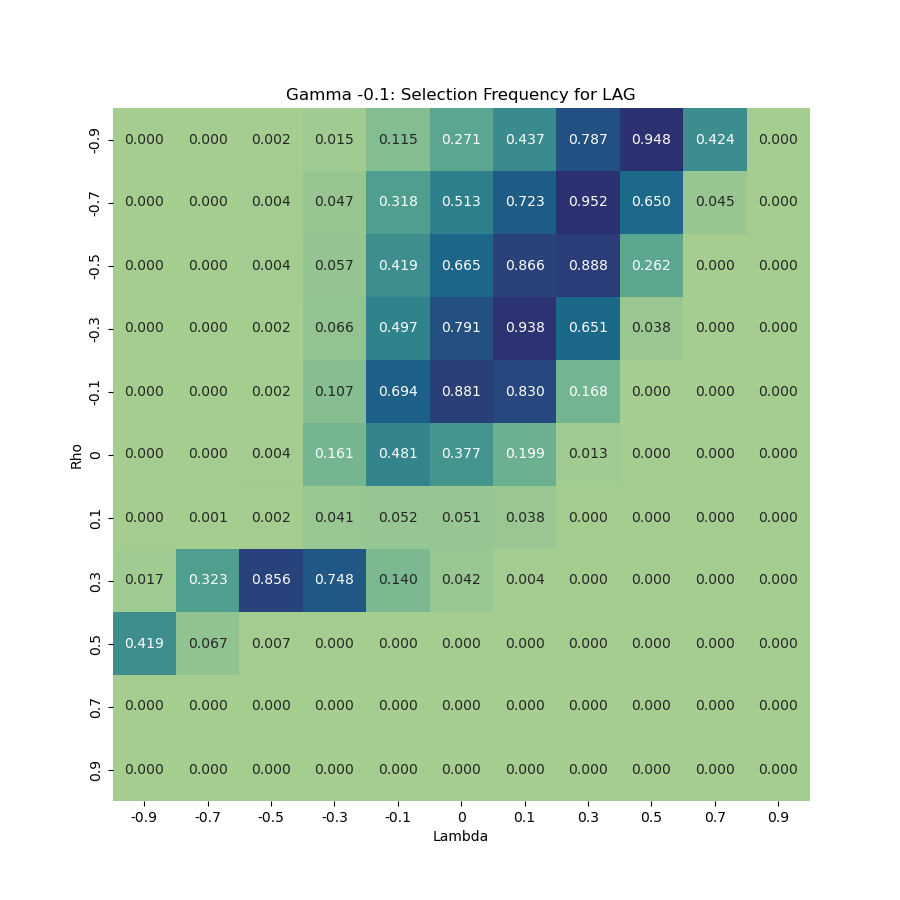 Gamma -0.1: Selection Frequency for LAG
-0.9 0.000 0.000 0.002 0.015 0.115 0.271 0.437 0.787 0.948 0.424 0.000
-0.7 0.000 0.000 0.004 0.047 0.318 0.513 0.723 0.952 0.650 0.045 0.000
-0.5 0.000 0.000 0.004 0.057 0.419 0.665 0.866 0.888 0.262 0.000 0.000
-0.3 0.000 0.000 0.002 0.066 0.497 0.791 0.938 0.651 0.038 0.000 0.000
-0.1 0.000 0.000 0.002 0.107 0.694 0.881 0.830 0.168 0.000 0.000 0.000
Rho
0 0.000 0.000 0.004 0.161 0.481 0.377 0.199 0.013 0.000 0.000 0.000
0.1 0.000 0.001 0.002 0.041 0.052 0.051 0.038 0.000 0.000 0.000 0.000
0.3 0.017 0.323 0.856 0.748 0.140 0.042 0.004 0.000 0.000 0.000 0.000
0.5 0.419 0.067 0.007 0.000 0.000 0.000 0.000 0.000 0.000 0.000 0.000
0.7 0.000 0.000 0.000 0.000 0.000 0.000 0.000 0.000 0.000 0.000 0.000
0.9 0.000 0.000 0.000 0.000 0.000 0.000 0.000 0.000 0.000 0.000 0.000
-0.9 -0.7 -0.5 -0.3 -0.1 0 0.1 0.3 0.5 0.7 0.9
Lambda